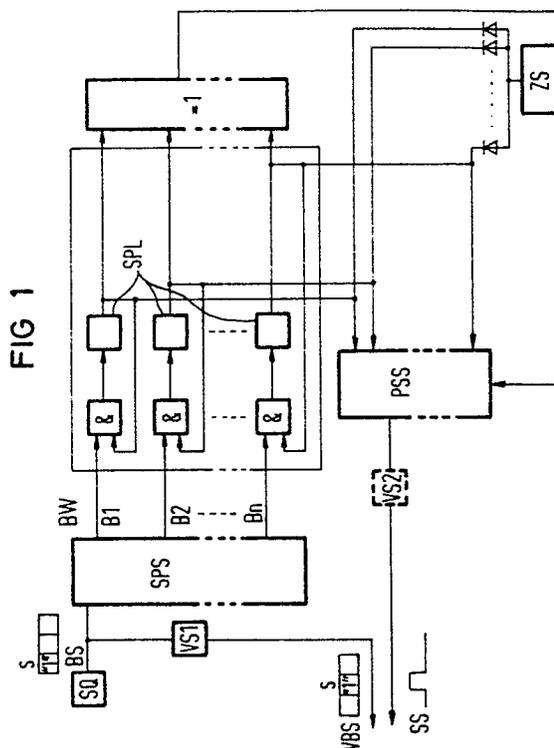 FIG 1
S
"1"
SQ
BS
VS1
SPS
BW
B1
B2
Bn
&
&
&
SPL
*1
S
VBS "1"
SS
VS2
PSS
ZS